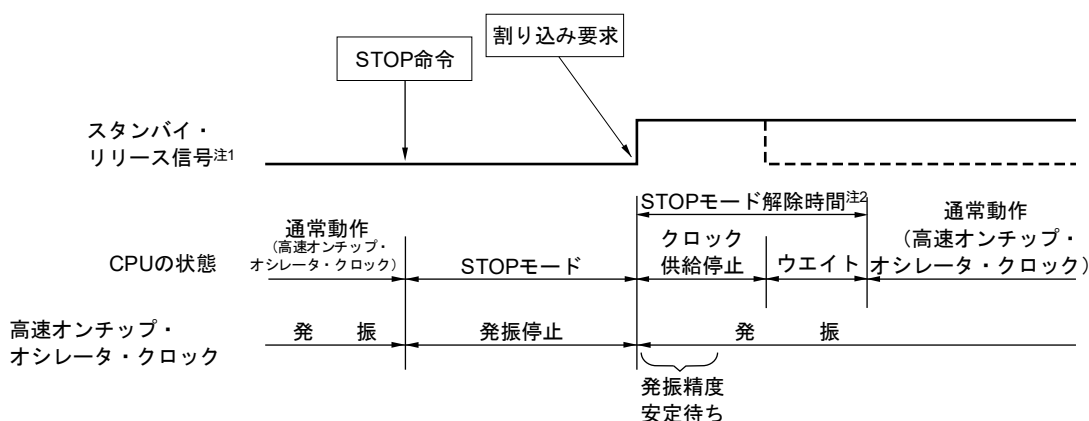 割り込み要求
STOP命令
スタンバイ・
リリース信号注1
STOPモード解除時間注2
通常動作
(高速オンチップ・
オシレータ・クロック)
クロック
供給停止
ウエイト
通常動作
(高速オンチップ・
オシレータ・クロック)
CPUの状態
STOPモード
高速オンチップ・
オシレータ・クロック
発 振
発振停止
発 振
発振精度
安定待ち